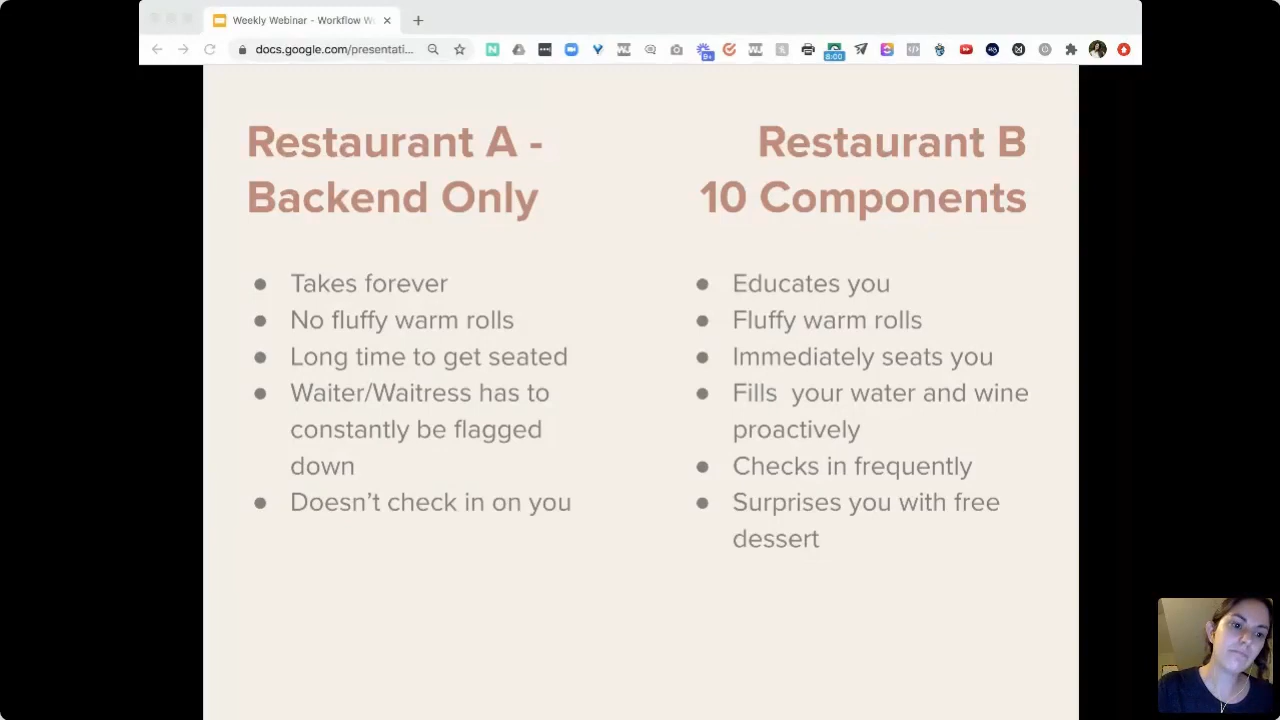 Weekly Webinar - Workflow W
docs.google.com/presentati...
9+
8:00
Restaurant A -
Backend Only
Takes forever
No fluffy warm rolls
Long time to get seated
Waiter/Waitress has to
constantly be flagged
down
Doesn't check in on you
Restaurant B
10 Components
Educates you
Fluffy warm rolls
Immediately seats you
Fills  your water and wine
proactively
Checks in frequently
Surprises you with free
dessert